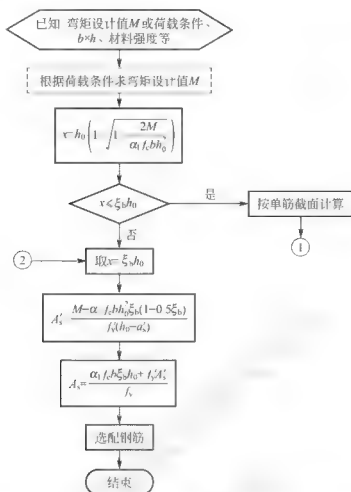 已知 弯矩设计值M或荷载条件、
b×h、材料强度等
根据荷载条件求弯矩设计值M
x=h₀(1 √(1 2M/(α₁f_cbh₀²)))
x≤ξ_bh₀
是
按单筋截面计算
①
否
②
取x=ξ_bh₀
A′_s=(M−α f_cbh₀²ξ_b(1−0 5ξ_b))/(f′_y(h₀−a′_s))
A_s=(α₁f_cbξ_bh₀+f′_yA′_s)/f_y
选配钢筋
结束